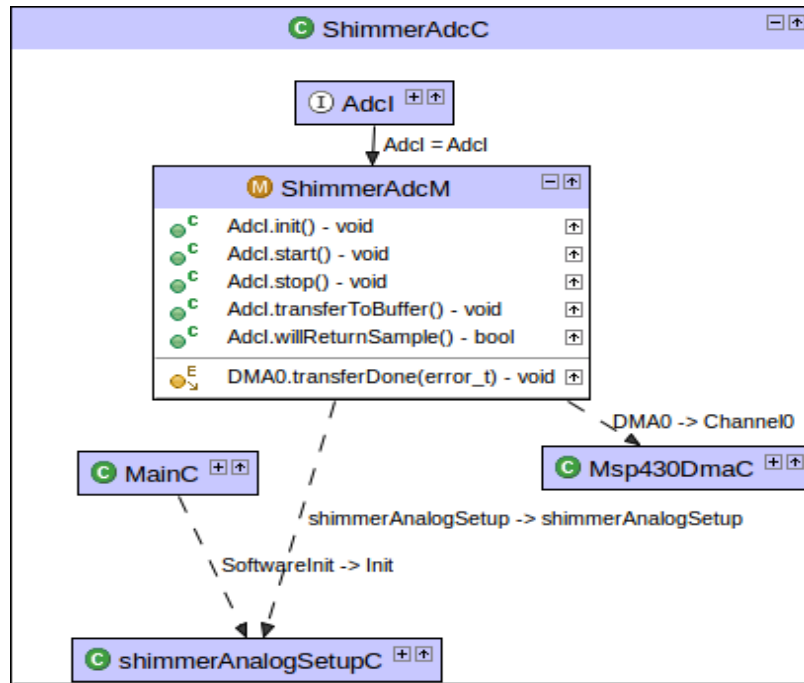 C ShimmerAdcC
I AdcI
AdcI = AdcI
M ShimmerAdcM
C AdcI.init() - void
C AdcI.start() - void
C AdcI.stop() - void
C AdcI.transferToBuffer() - void
C AdcI.willReturnSample() - bool
E DMA0.transferDone(error_t) - void
DMA0 -> Channel0
C MainC
C Msp430DmaC
shimmerAnalogSetup -> shimmerAnalogSetup
SoftwareInit -> Init
C shimmerAnalogSetupC